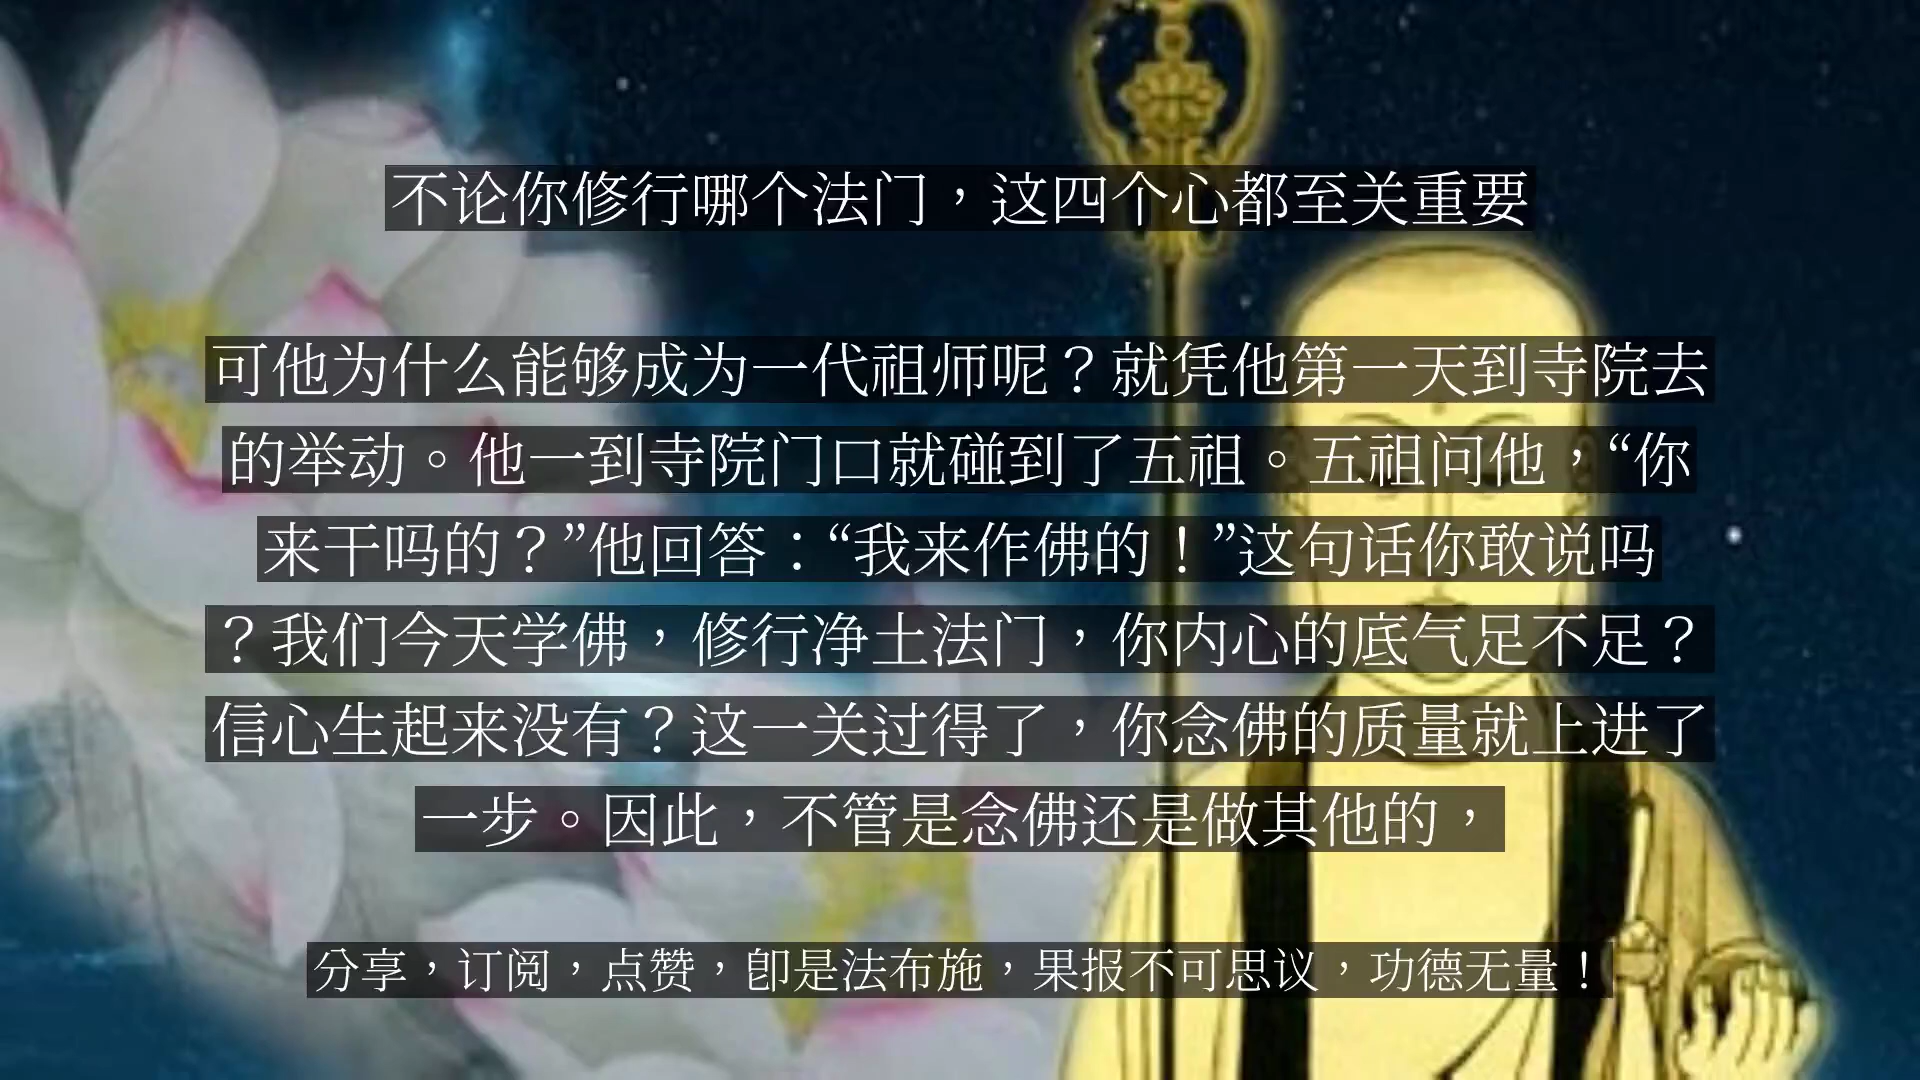 不论你修行哪个法门，这四个心都至关重要
可他为什么能够成为一代祖师呢？就凭他第一天到寺院去
的举动。他一到寺院门口就碰到了五祖。五祖问他，“你
来干吗的？”他回答：“我来作佛的！”这句话你敢说吗
？我们今天学佛，修行净土法门，你内心的底气足不足？
信心生起来没有？这一关过得了，你念佛的质量就上进了
一步。因此，不管是念佛还是做其他的，
分享，订阅，点赞，即是法布施，果报不可思议，功德无量！